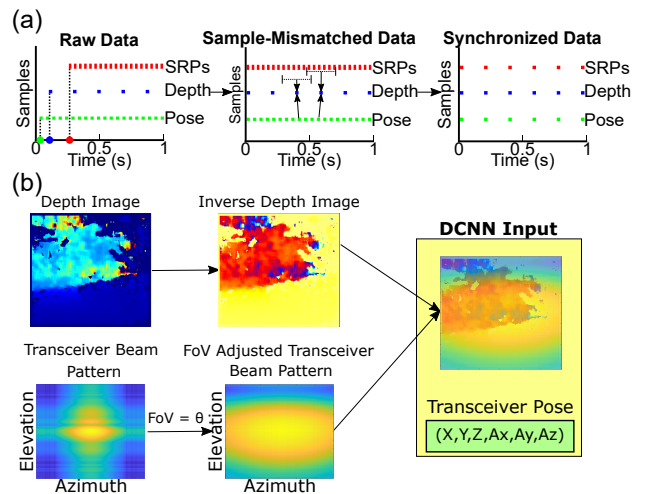 (a)
Raw Data
Samples
SRPs
Depth
Pose
0 0.5 1
Time (s)
Sample-Mismatched Data
Samples
SRPs
Depth
Pose
0 0.5 1
Time (s)
Synchronized Data
Samples
SRPs
Depth
Pose
0 0.5 1
Time (s)
(b)
Depth Image
Inverse Depth Image
DCNN Input
Transceiver Beam
Pattern
Elevation
Azimuth
FoV = θ
FoV Adjusted Transceiver
Beam Pattern
Elevation
Azimuth
Transceiver Pose
(X,Y,Z,Ax,Ay,Az)